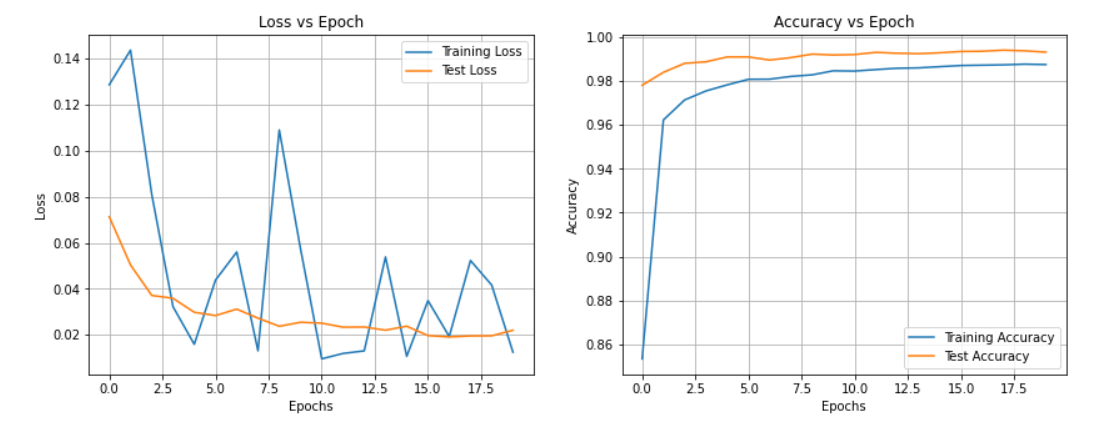 Loss vs Epoch
Training Loss
Test Loss
0.14
0.12
0.10
0.08
0.06
0.04
0.02
Loss
0.0 2.5 5.0 7.5 10.0 12.5 15.0 17.5
Epochs
Accuracy vs Epoch
1.00
0.98
0.96
0.94
0.92
0.90
0.88
0.86
Accuracy
Training Accuracy
Test Accuracy
0.0 2.5 5.0 7.5 10.0 12.5 15.0 17.5
Epochs